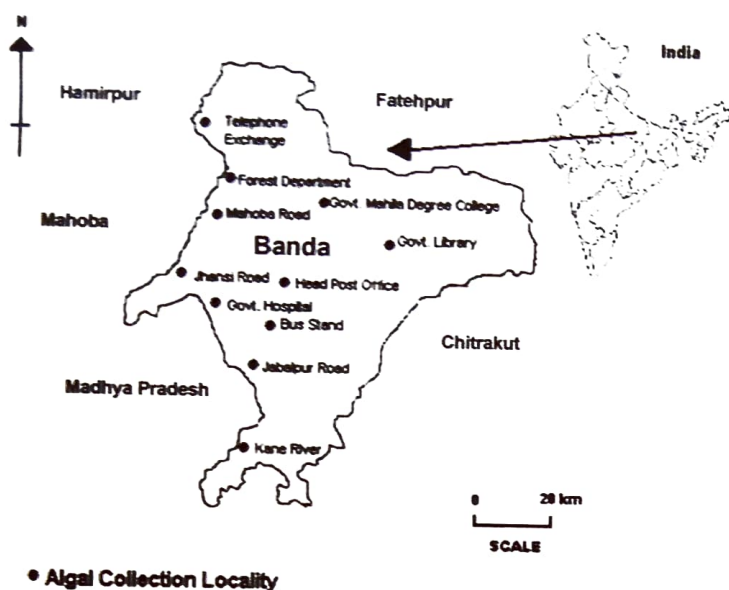 N
India
Hamirpur
Fatehpur
Telephone
Exchange
Forest Department
Govt. Mahila Degree College
Mahoba
Mahoba Road
Banda
Govt. Library
Jhansi Road
Head Post Office
Govt. Hospital
Bus Stand
Chitrakut
Jabalpur Road
Madhya Pradesh
Kane River
0 20 km
SCALE
Algal Collection Locality